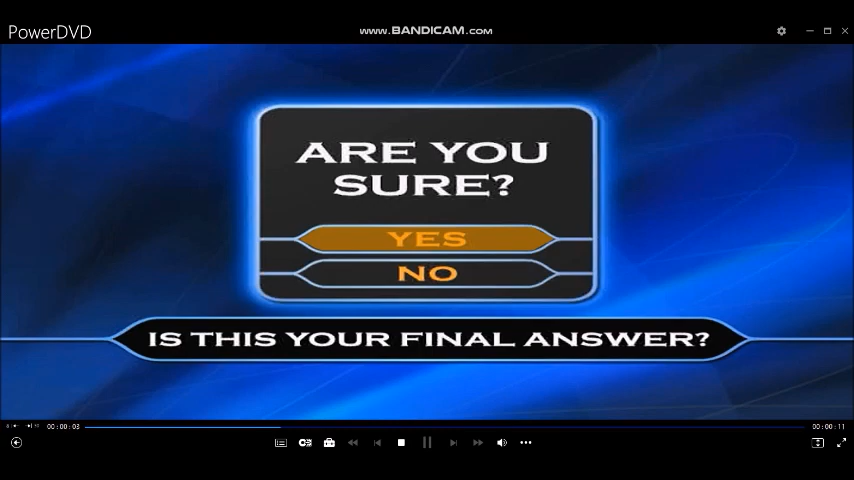 PowerDVD
www.BANDICAM.com
ARE YOU
SURE?
YES
NO
IS THIS YOUR FINAL ANSWER?
00:00:03
00:00:11